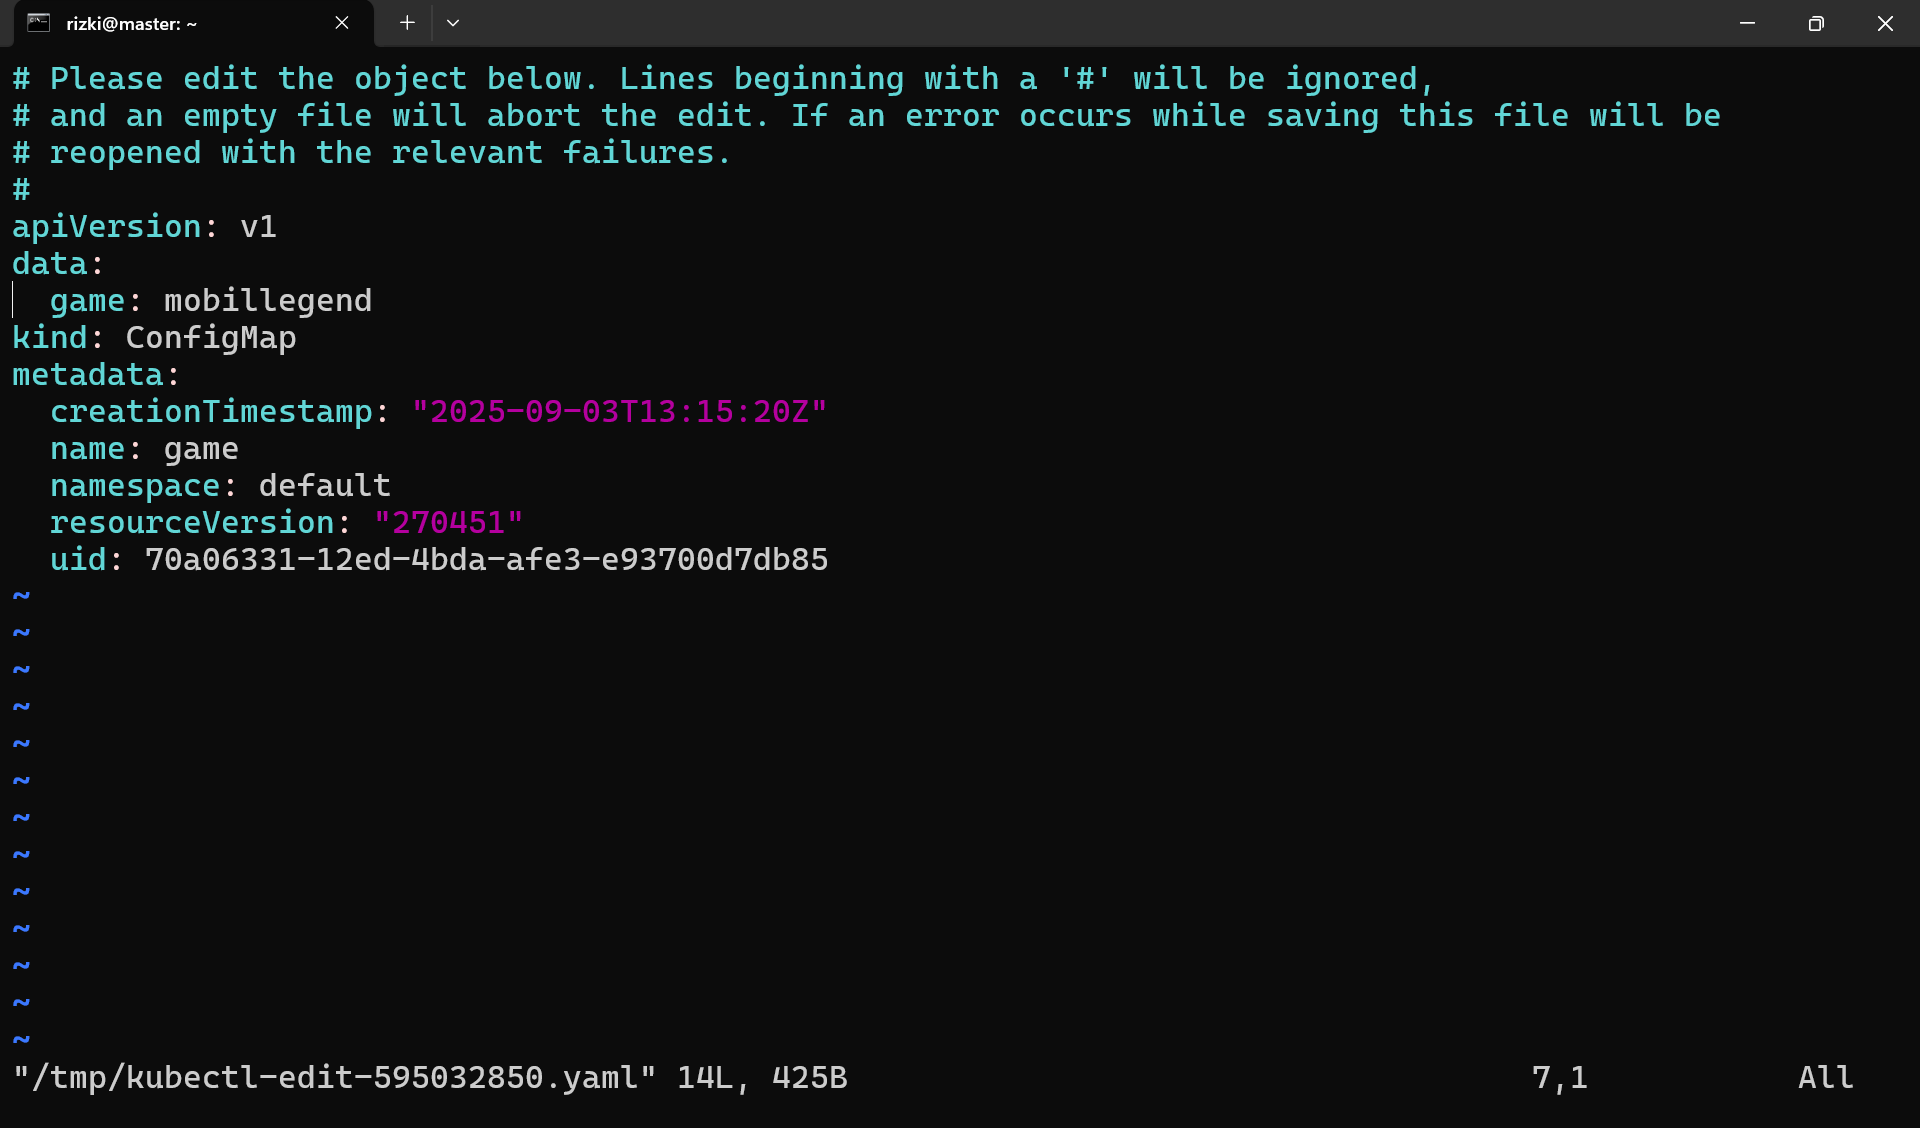 rizki@master: ~
# Please edit the object below. Lines beginning with a '#' will be ignored,
# and an empty file will abort the edit. If an error occurs while saving this file will be
# reopened with the relevant failures.
#
apiVersion: v1
data:
  game: mobillegend
kind: ConfigMap
metadata:
  creationTimestamp: "2025-09-03T13:15:20Z"
  name: game
  namespace: default
  resourceVersion: "270451"
  uid: 70a06331-12ed-4bda-afe3-e93700d7db85
~
~
~
~
~
~
~
~
~
~
~
~
~
"/tmp/kubectl-edit-595032850.yaml" 14L, 425B 7,1 All